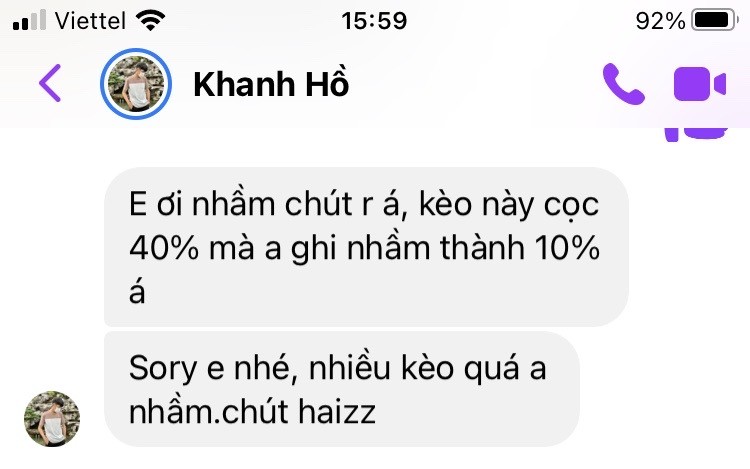 Viettel 15:59 92%
Khanh Hồ
E ơi nhầm chút r á, kèo này cọc
40% mà a ghi nhầm thành 10%
á
Sory e nhé, nhiều kèo quá a
nhầm.chút haizz